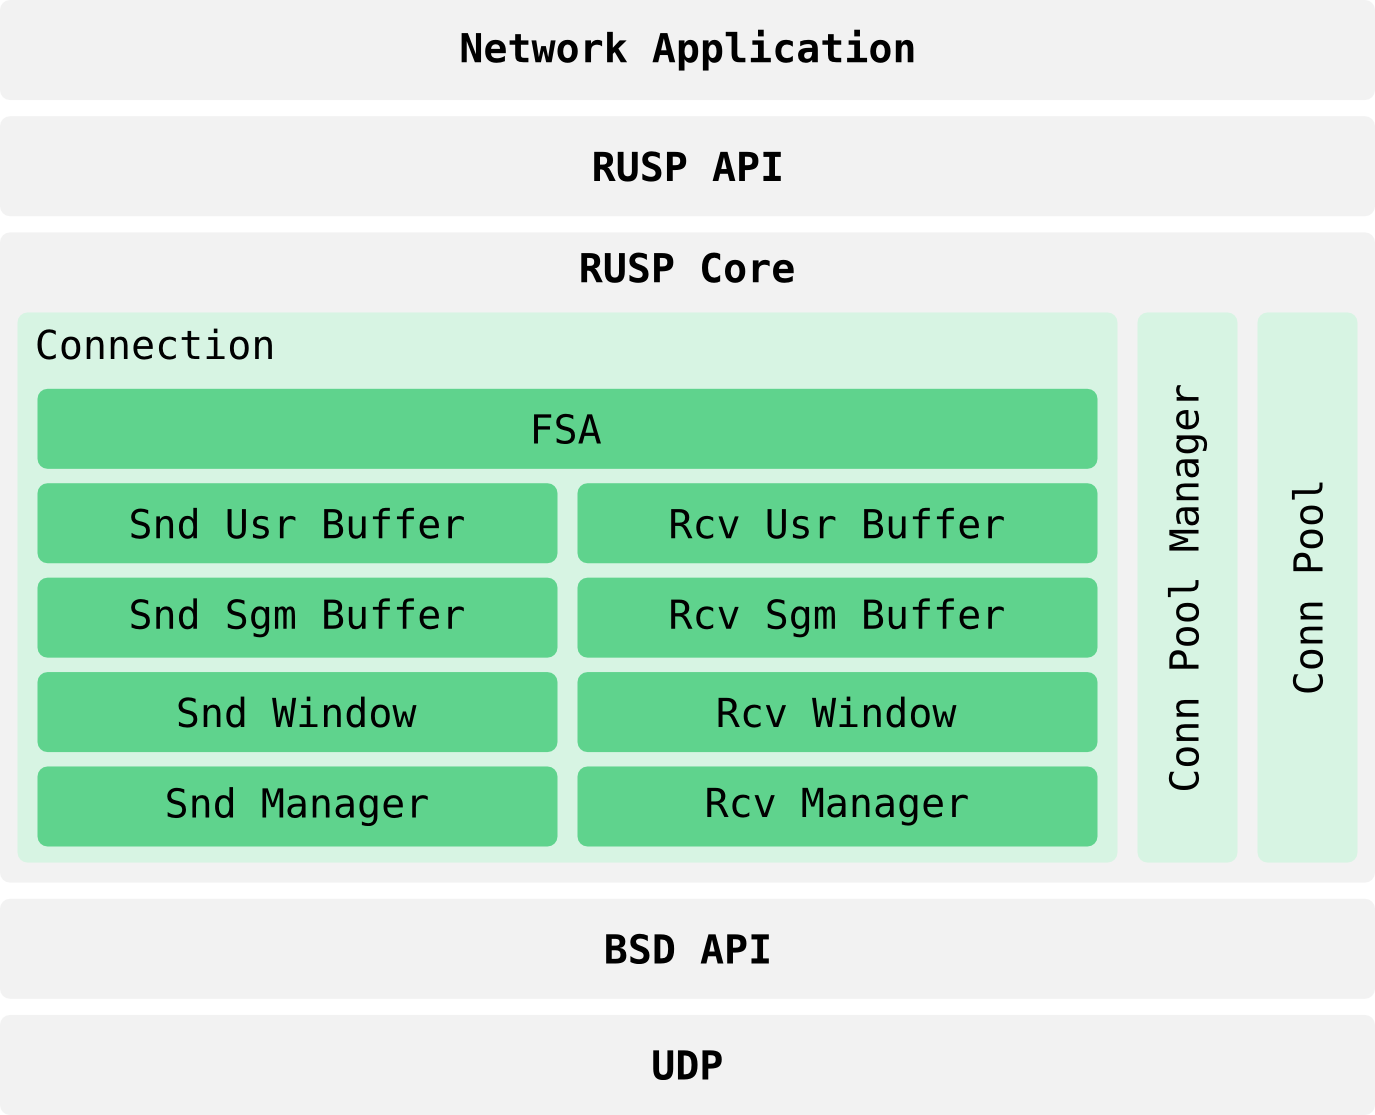 Network Application
RUSP API
RUSP Core
Connection
FSA
Snd Usr Buffer
Rcv Usr Buffer
Snd Sgm Buffer
Rcv Sgm Buffer
Snd Window
Rcv Window
Snd Manager
Rcv Manager
Conn Pool Manager
Conn Pool
BSD API
UDP